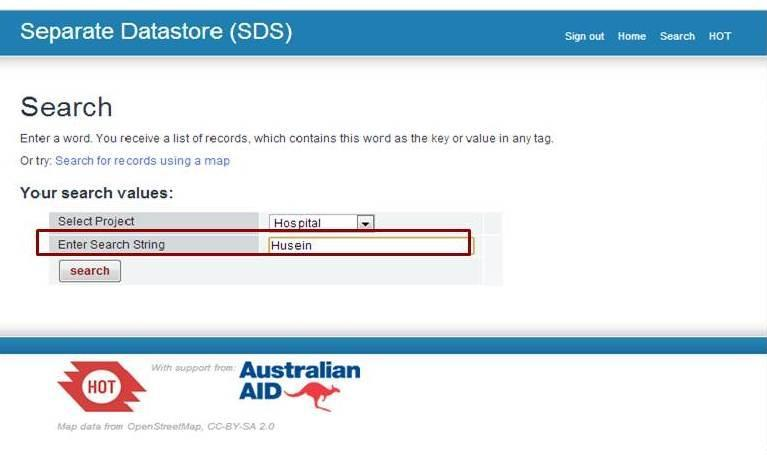 Separate Datastore (SDS)
Sign out Home Search HOT
Search
Enter a word. You receive a list of records, which contains this word as the key or value in any tag.
Or try: Search for records using a map
Your search values:
Select Project Hospital
Enter Search String Husein
search
HOT
With support from:
Australian
AID
Map data from OpenStreetMap, CC-BY-SA 2.0